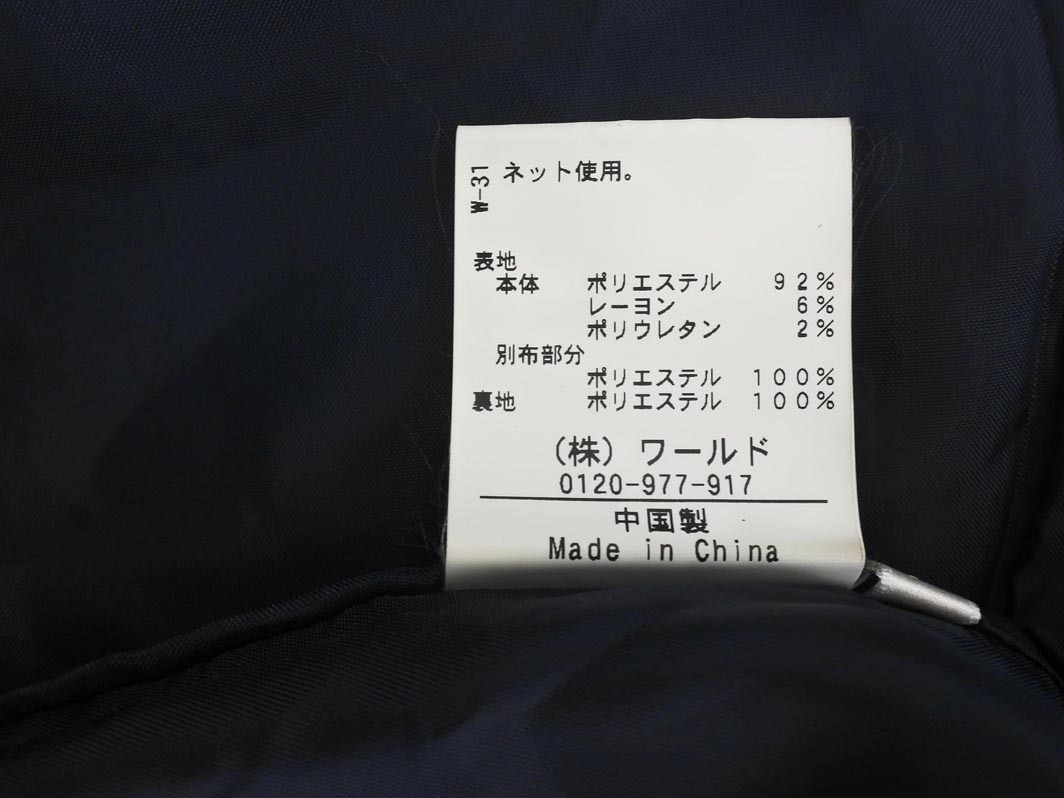 W-31
ネット使用。
表地
本体 ポリエステル 92%
レーヨン 6%
ポリウレタン 2%
別布部分
ポリエステル 100%
裏地 ポリエステル 100%
(株) ワールド
0120-977-917
中国製
Made in China